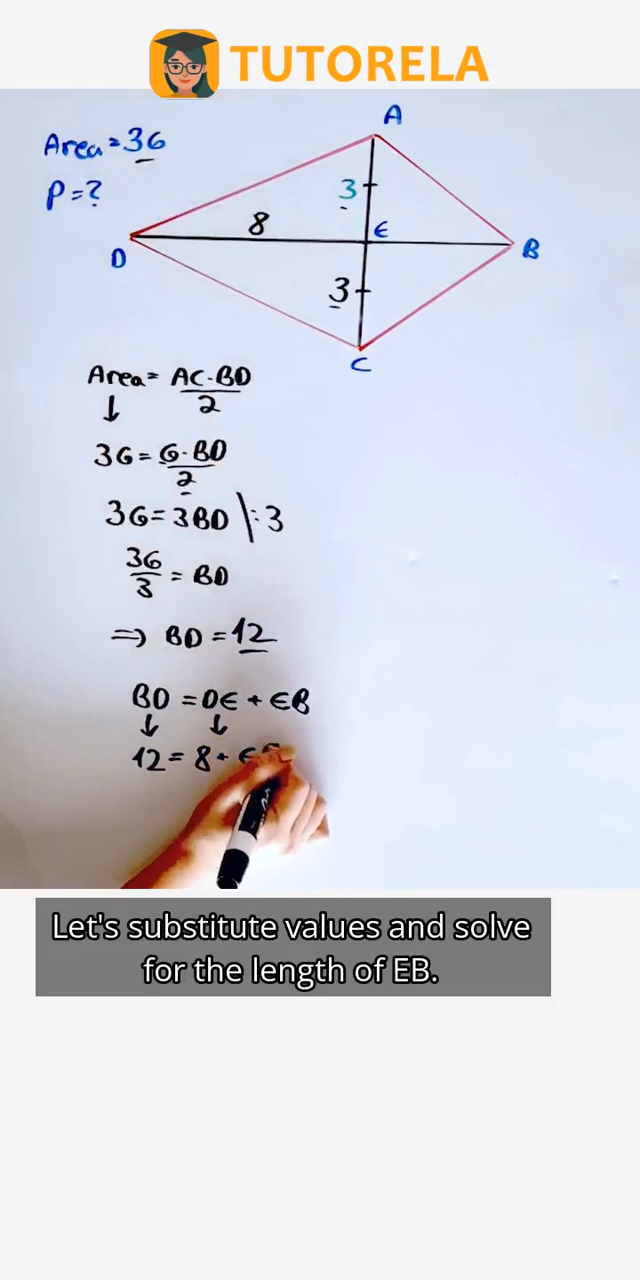 TUTORELA
A
Area = 36
P = ?
3
8
E
D
B
3
C
Area = AC·BD / 2
↓
36 = 6·BD / 2
36 = 3BD \ :3
36 / 3 = BD
=> BD = 12
BD = DE + EB
↓ ↓
12 = 8 +
Let's substitute values and solve
for the length of EB.